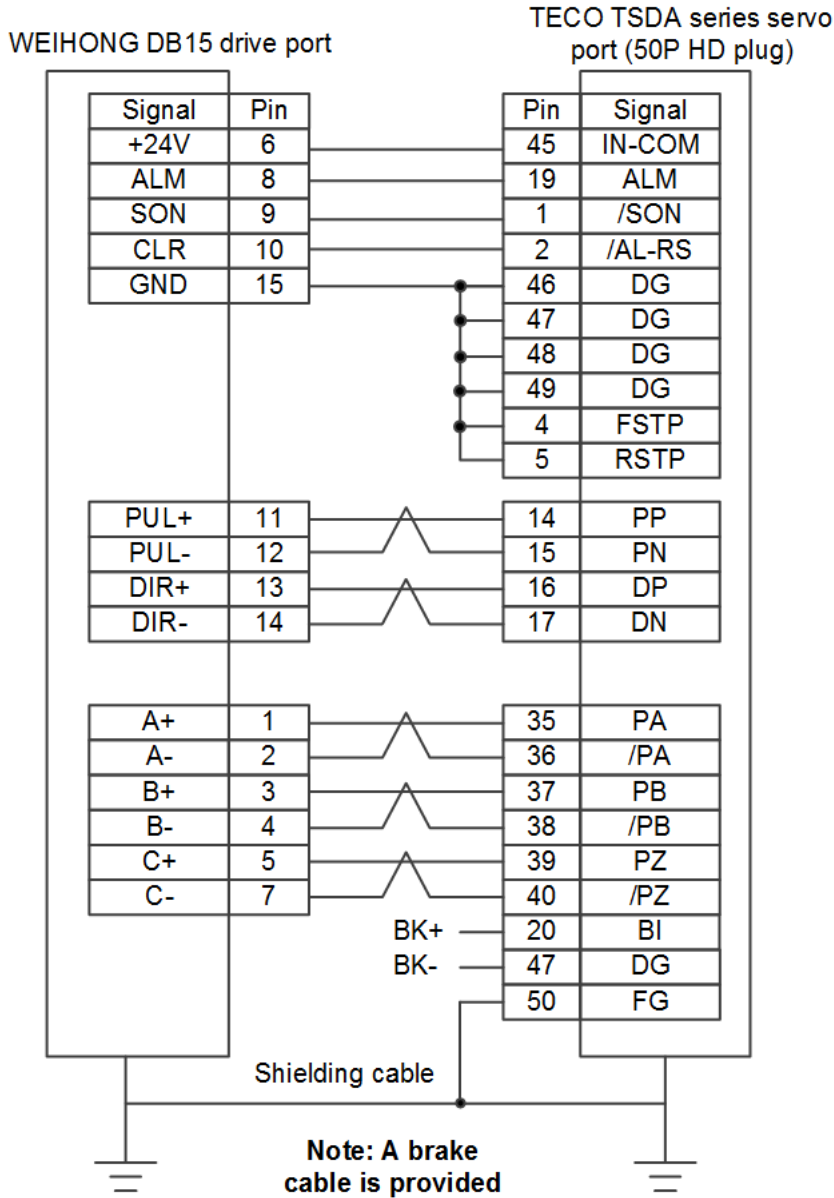 WEIHONG DB15 drive port
TECO TSDA series servo
port (50P HD plug)
Signal Pin Pin Signal
+24V 6 45 IN-COM
ALM 8 19 ALM
SON 9 1 /SON
CLR 10 2 /AL-RS
GND 15 46 DG
47 DG
48 DG
49 DG
4 FSTP
5 RSTP
PUL+ 11 14 PP
PUL- 12 15 PN
DIR+ 13 16 DP
DIR- 14 17 DN
A+ 1 35 PA
A- 2 36 /PA
B+ 3 37 PB
B- 4 38 /PB
C+ 5 39 PZ
C- 7 40 /PZ
BK+ 20 BI
BK- 47 DG
50 FG
Shielding cable
Note: A brake
cable is provided